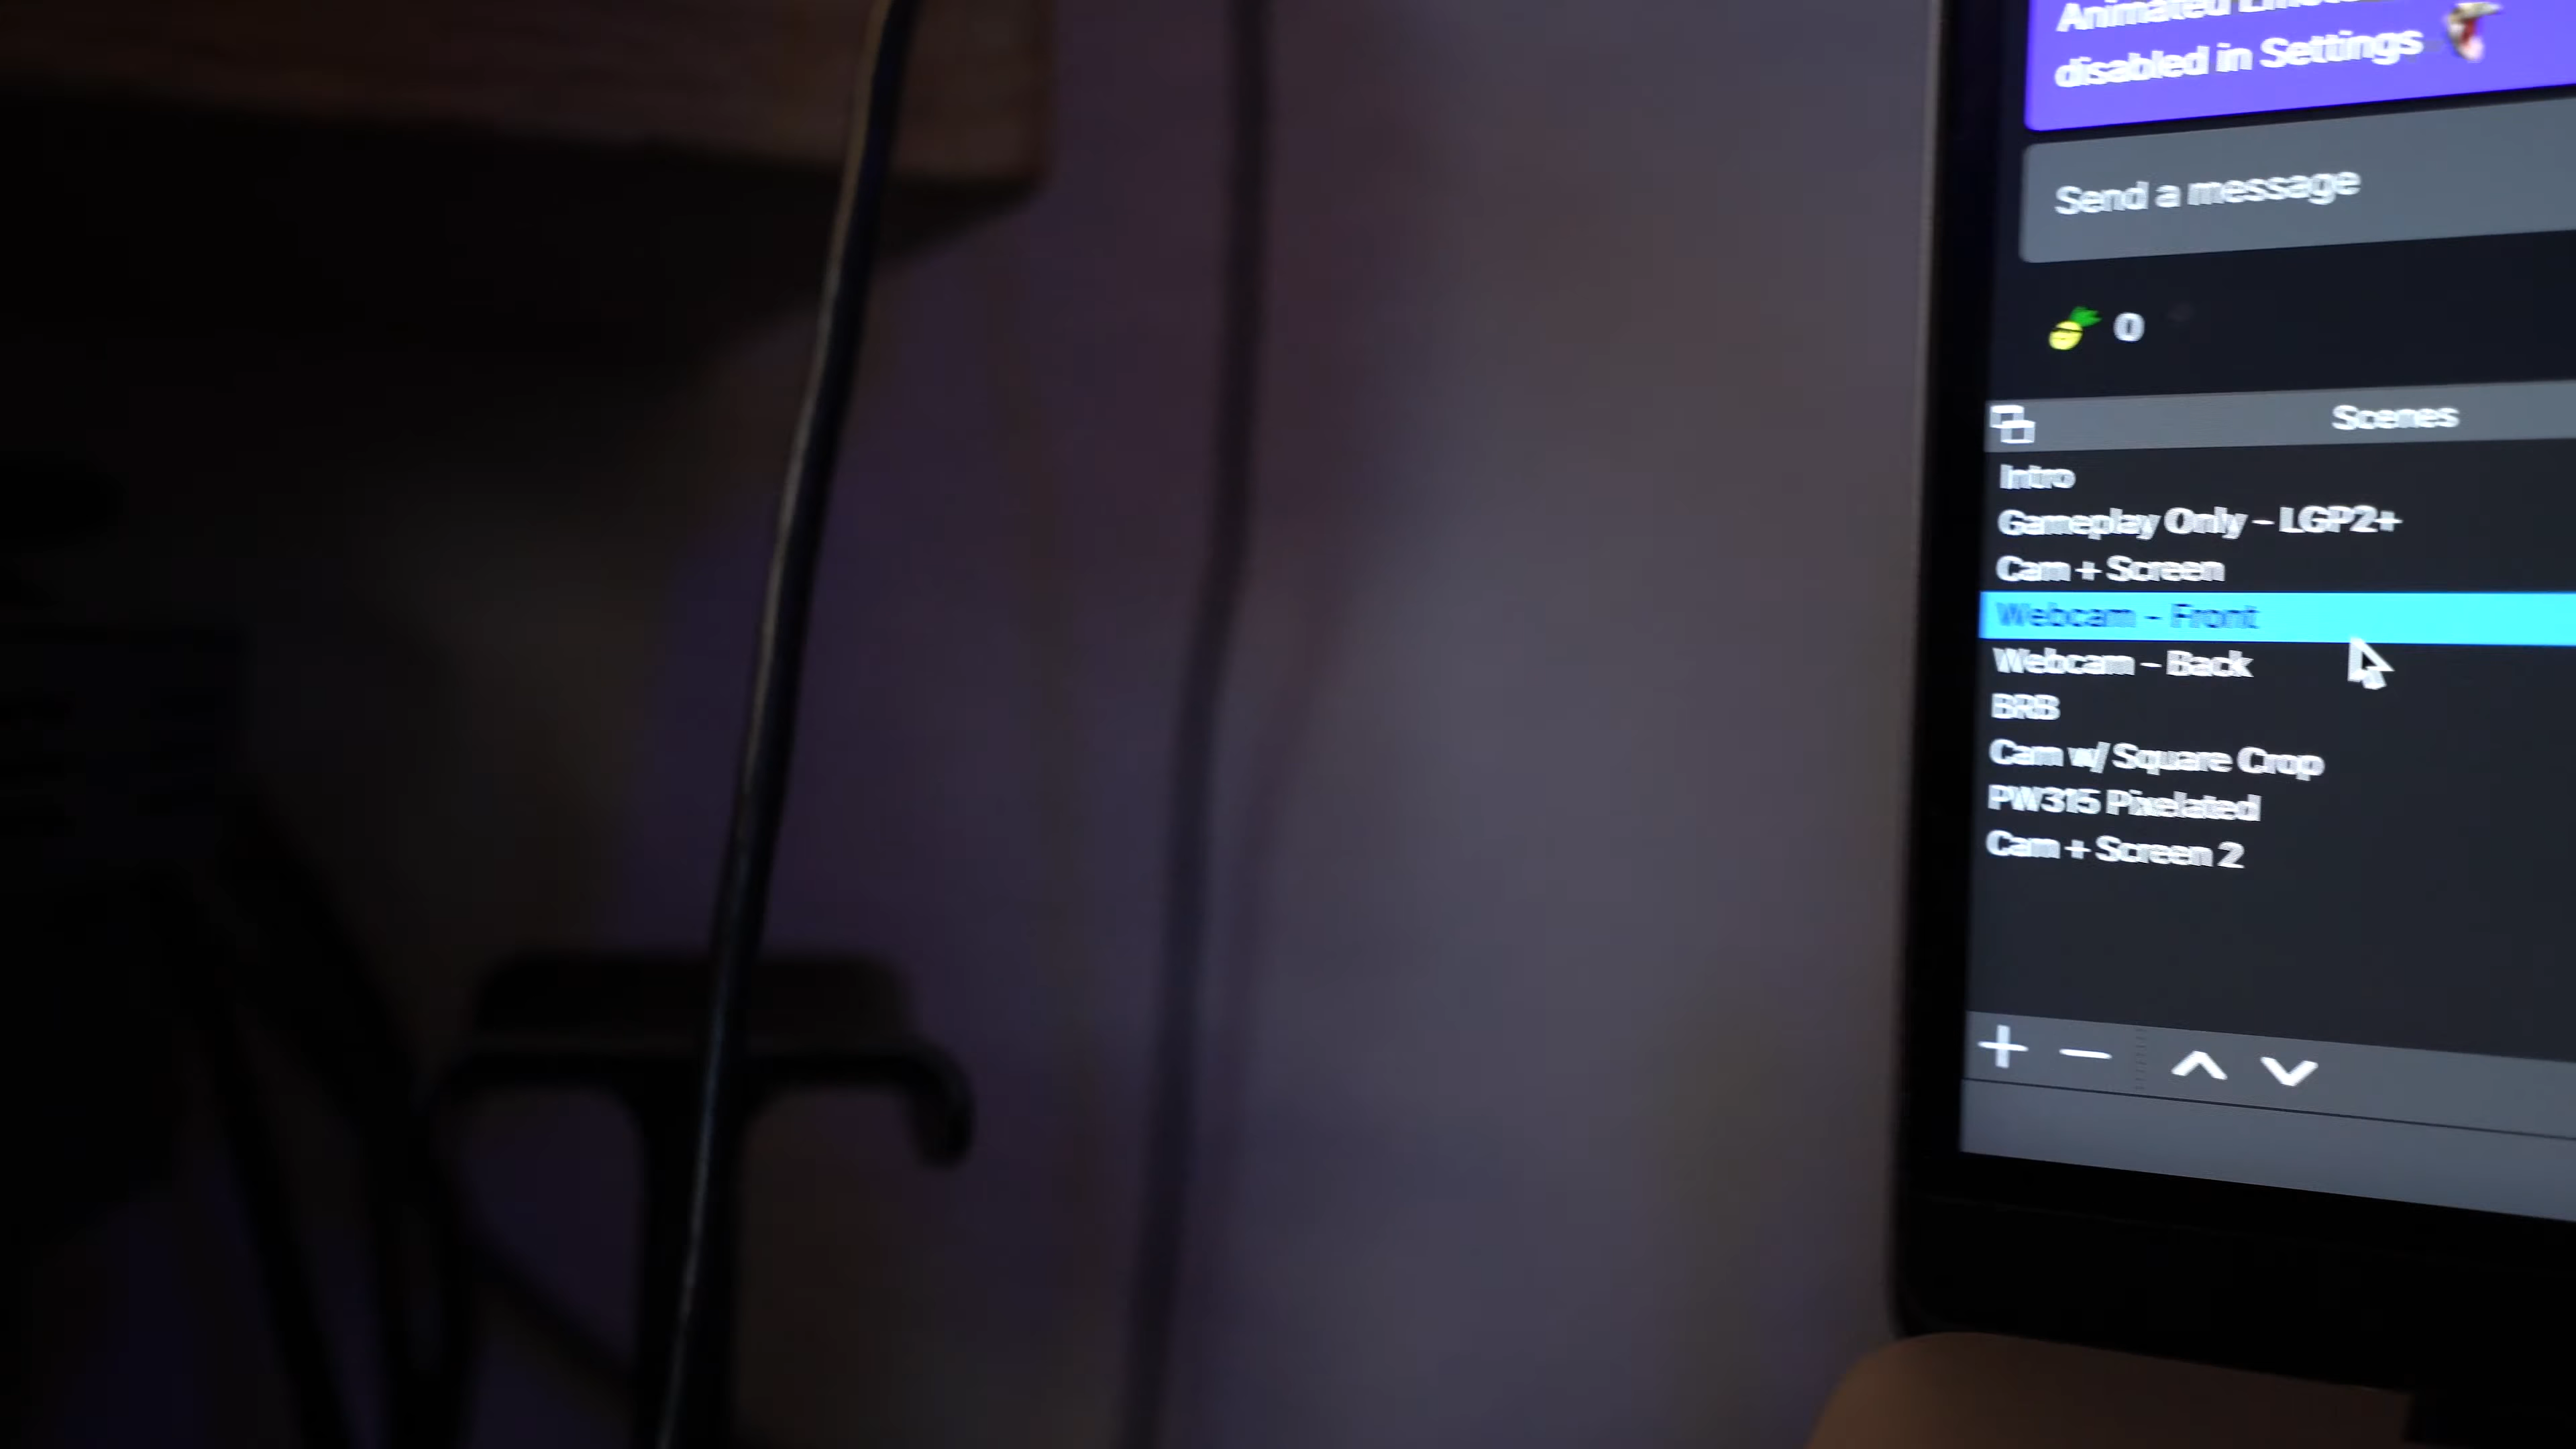 Animated
disabled in Settings
Send a message
0
Scenes
Intro
Gameplay Only - LGP2+
Cam + Screen
Webcam - Front
Webcam - Back
BRB
Cam w/ Square Crop
PW315 Pixelated
Cam + Screen 2